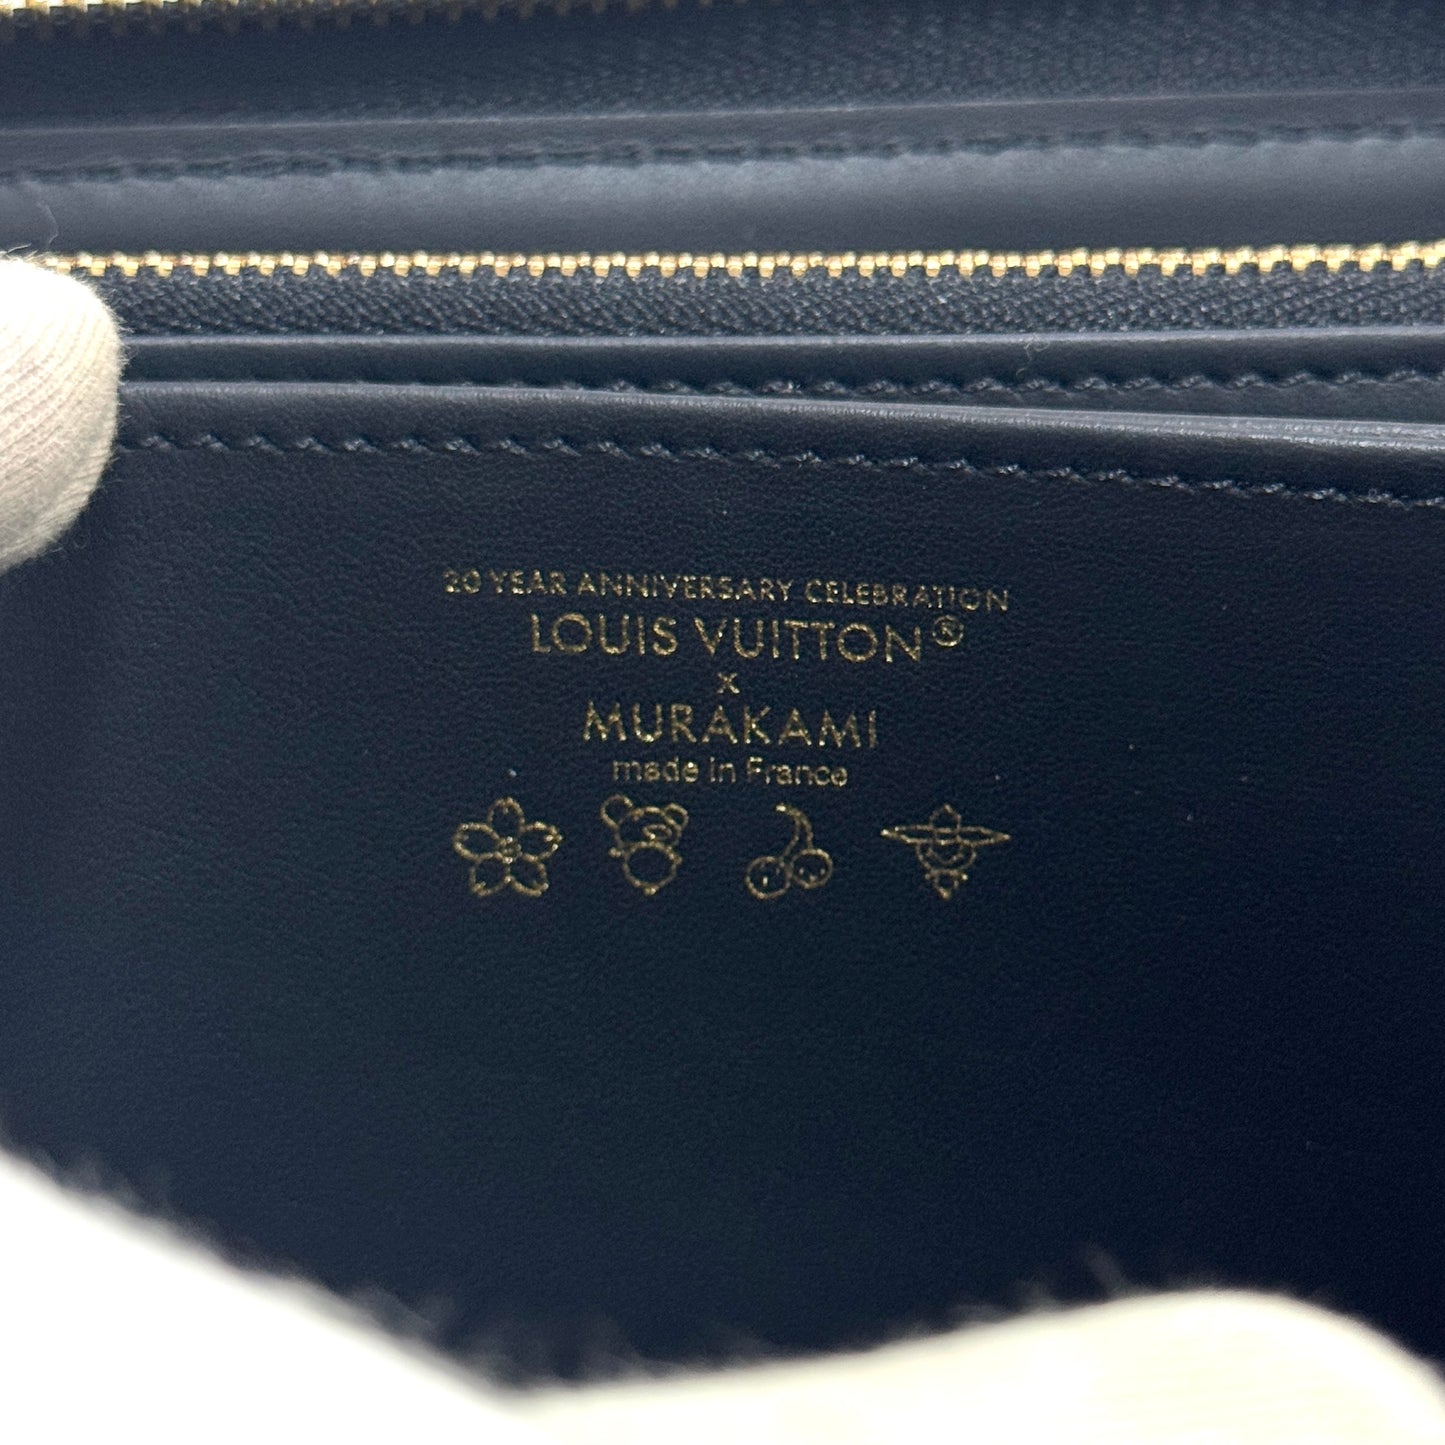 20 YEAR ANNIVERSARY CELEBRATION
LOUIS VUITTON®
x
MURAKAMI
made in France